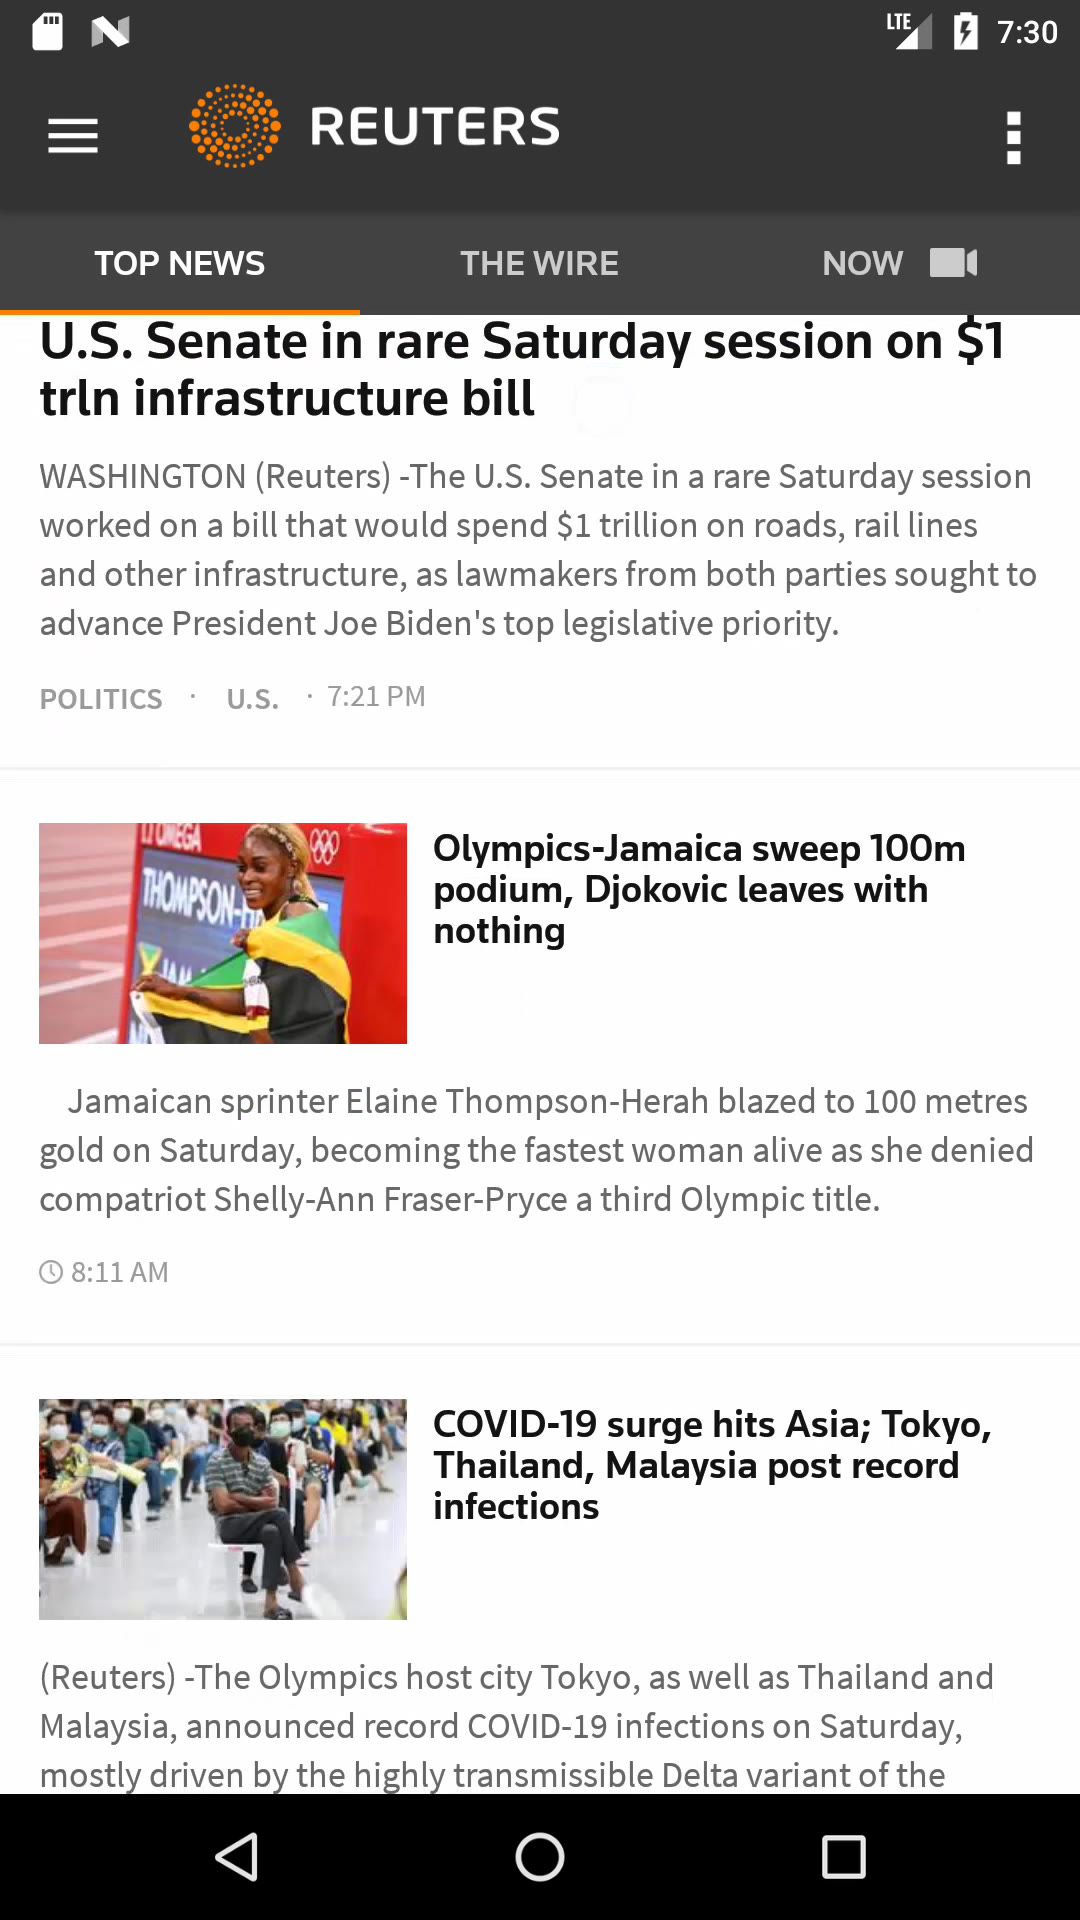 LTE 7:30
REUTERS
TOP NEWS THE WIRE NOW
U.S. Senate in rare Saturday session on $1
trln infrastructure bill
WASHINGTON (Reuters) -The U.S. Senate in a rare Saturday session
worked on a bill that would spend $1 trillion on roads, rail lines
and other infrastructure, as lawmakers from both parties sought to
advance President Joe Biden's top legislative priority.
POLITICS · U.S. · 7:21 PM
OMEGA
THOMPSON-
Olympics-Jamaica sweep 100m
podium, Djokovic leaves with
nothing
Jamaican sprinter Elaine Thompson-Herah blazed to 100 metres
gold on Saturday, becoming the fastest woman alive as she denied
compatriot Shelly-Ann Fraser-Pryce a third Olympic title.
8:11 AM
COVID-19 surge hits Asia; Tokyo,
Thailand, Malaysia post record
infections
(Reuters) -The Olympics host city Tokyo, as well as Thailand and
Malaysia, announced record COVID-19 infections on Saturday,
mostly driven by the highly transmissible Delta variant of the